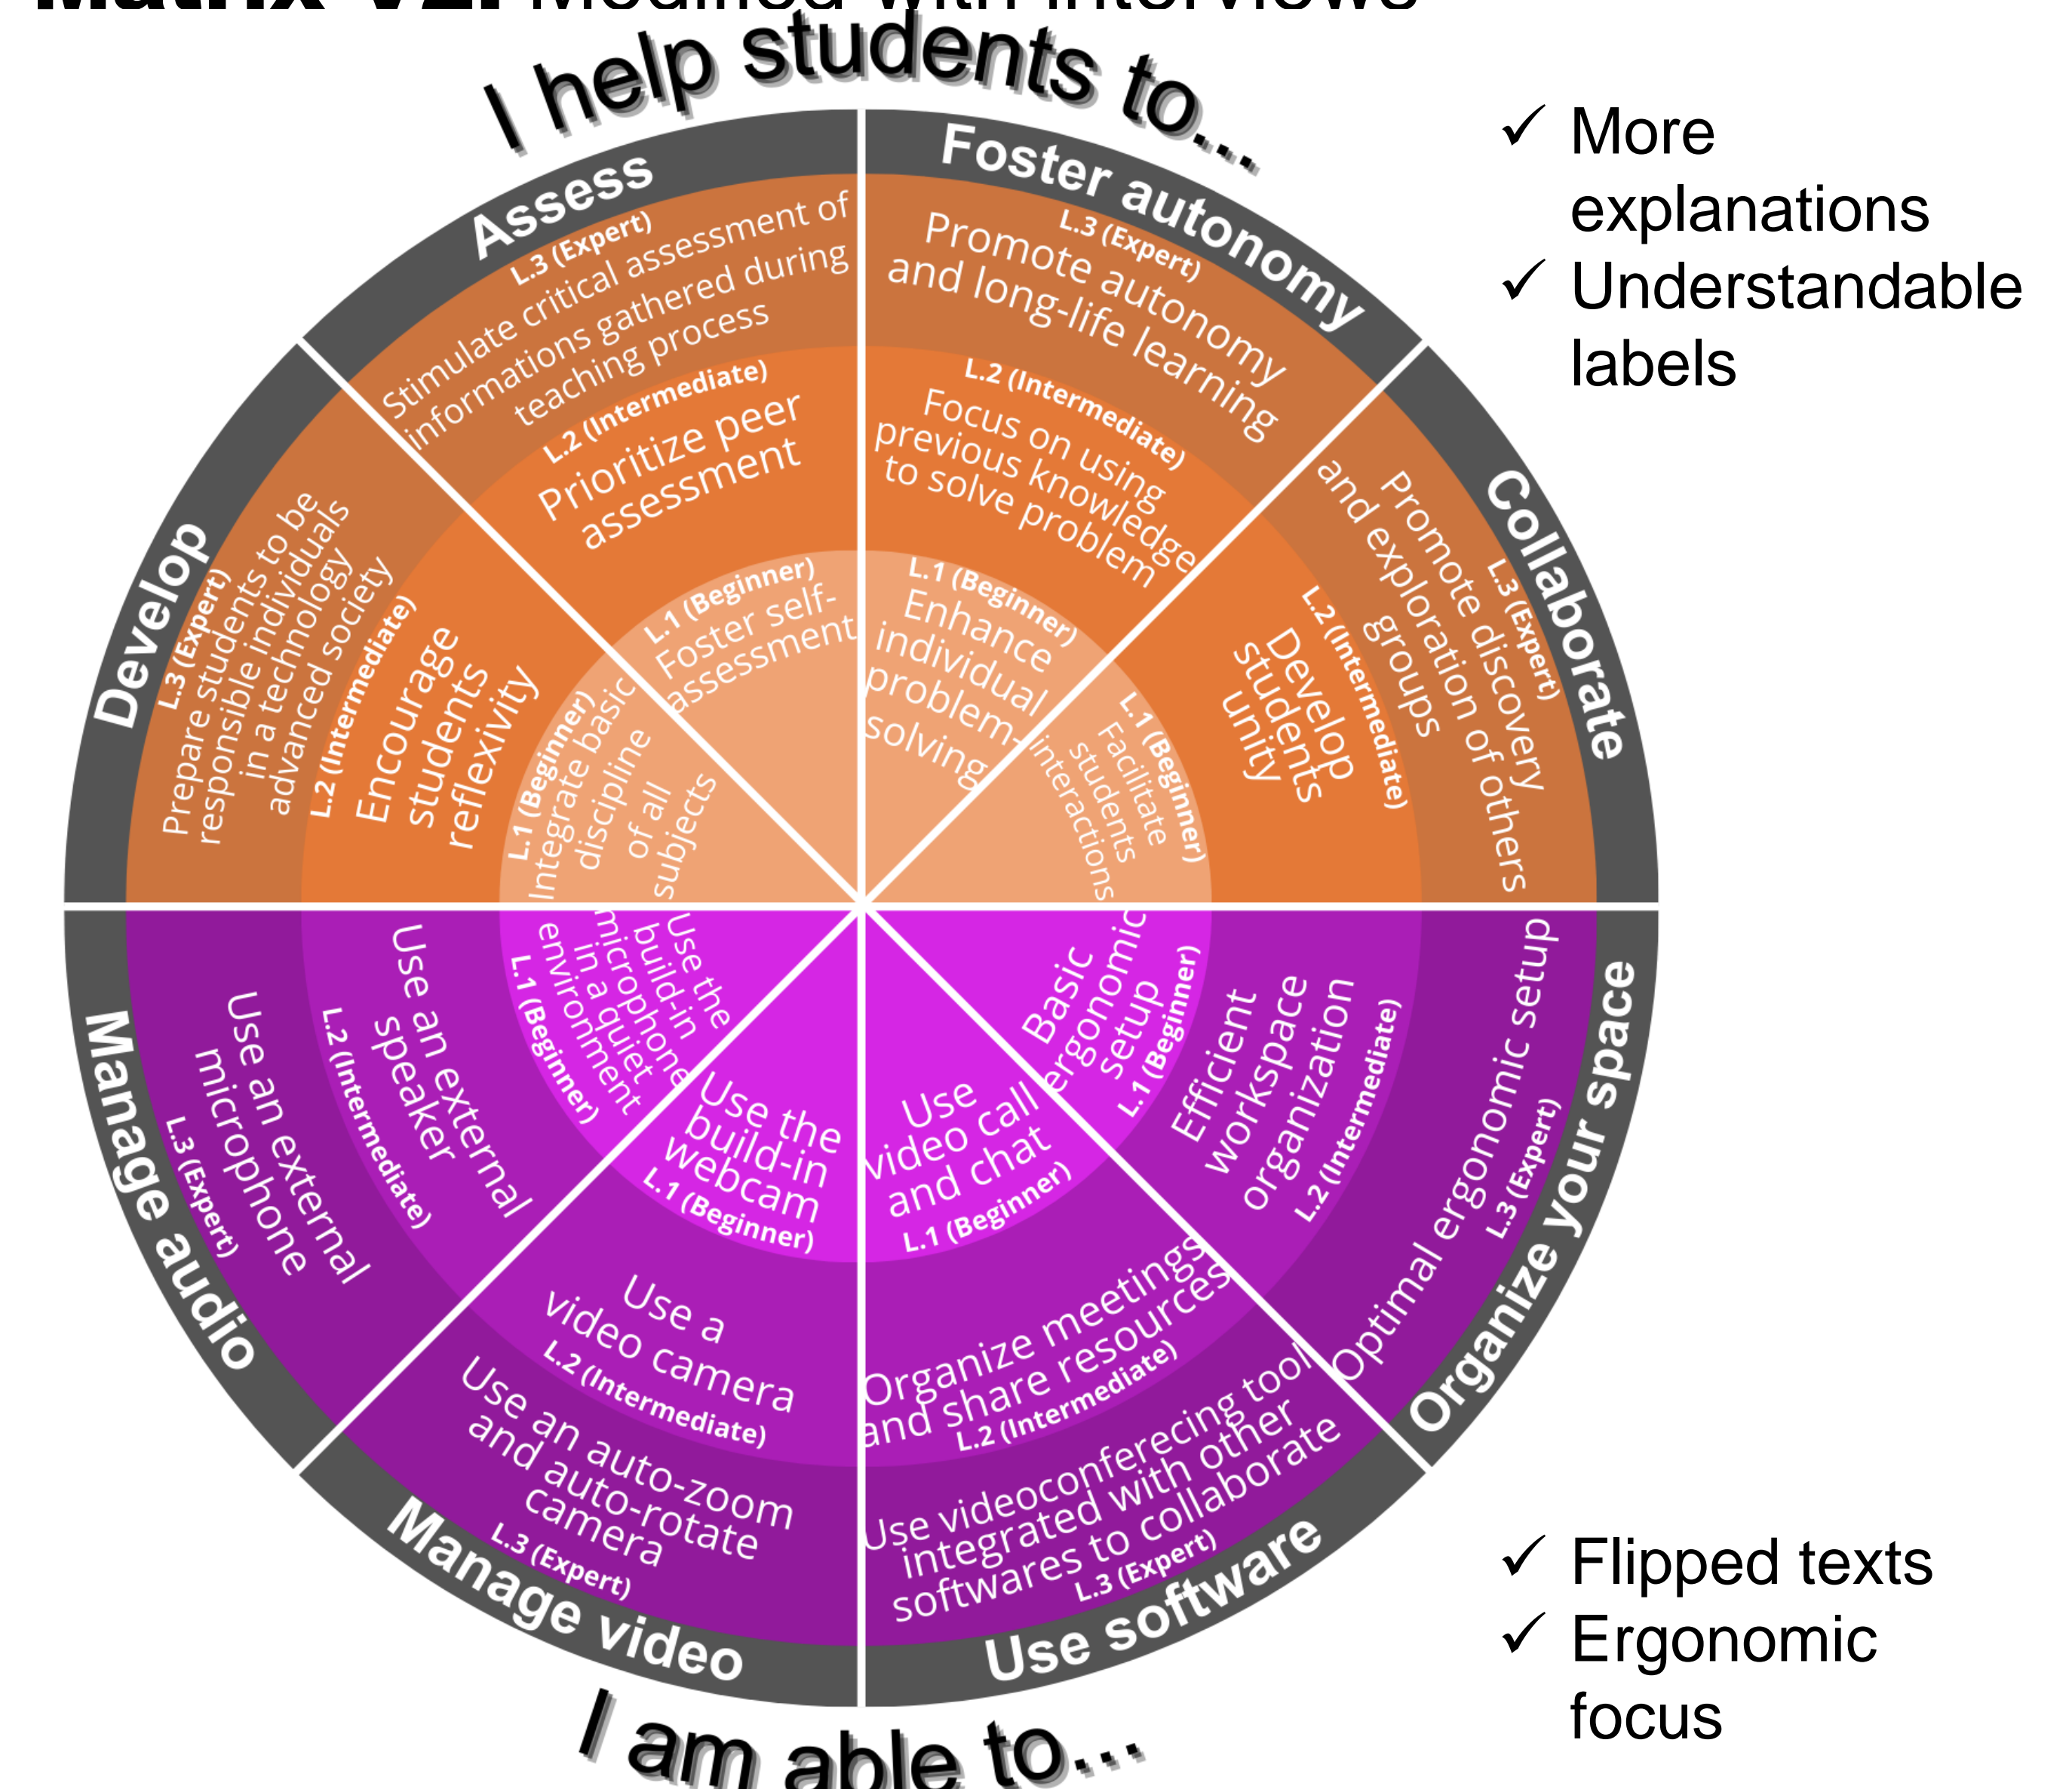 Matrix V2: Modified with interviews
I help students to...
Assess
L.3 (Expert)
Stimulate critical assessment of
informations gathered during
teaching process
L.2 (Intermediate)
Prioritize peer
assessment
L.1 (Beginner)
Foster self-
assessment
Foster autonomy
L.3 (Expert)
Promote autonomy
and long-life learning
L.2 (Intermediate)
Focus on using
previous knowledge
to solve problem
L.1 (Beginner)
Enhance
individual
problem-
solving
Collaborate
L.3 (Expert)
Promote discovery
and exploration of others
groups
L.2 (Intermediate)
Develop
students
unity
L.1 (Beginner)
Facilitate
students
interactions
Develop
L.3 (Expert)
Prepare students to be
responsible individuals
in a technology
advanced society
L.2 (Intermediate)
Encourage
students
reflexivity
L.1 (Beginner)
Integrate basic
discipline
of all
subjects
Use the
build-in
microphone
in a quiet
environment
L.1 (Beginner)
Use an external
speaker
L.2 (Intermediate)
Use an external
microphone
L.3 (Expert)
Manage audio
Use the
build-in
webcam
L.1 (Beginner)
Use a
video camera
L.2 (Intermediate)
Use an auto-zoom
and auto-rotate
camera
L.3 (Expert)
Manage video
Use
video call
and chat
L.1 (Beginner)
Organize meetings
and share resources
L.2 (Intermediate)
Use videoconferecing tool
integrated with other
softwares to collaborate
L.3 (Expert)
Use software
Basic
ergonomic
setup
L.1 (Beginner)
Efficient
workspace
organization
L.2 (Intermediate)
Optimal ergonomic setup
L.3 (Expert)
Organize your space
I am able to...
✓ More
explanations
✓ Understandable
labels
✓ Flipped texts
✓ Ergonomic
focus